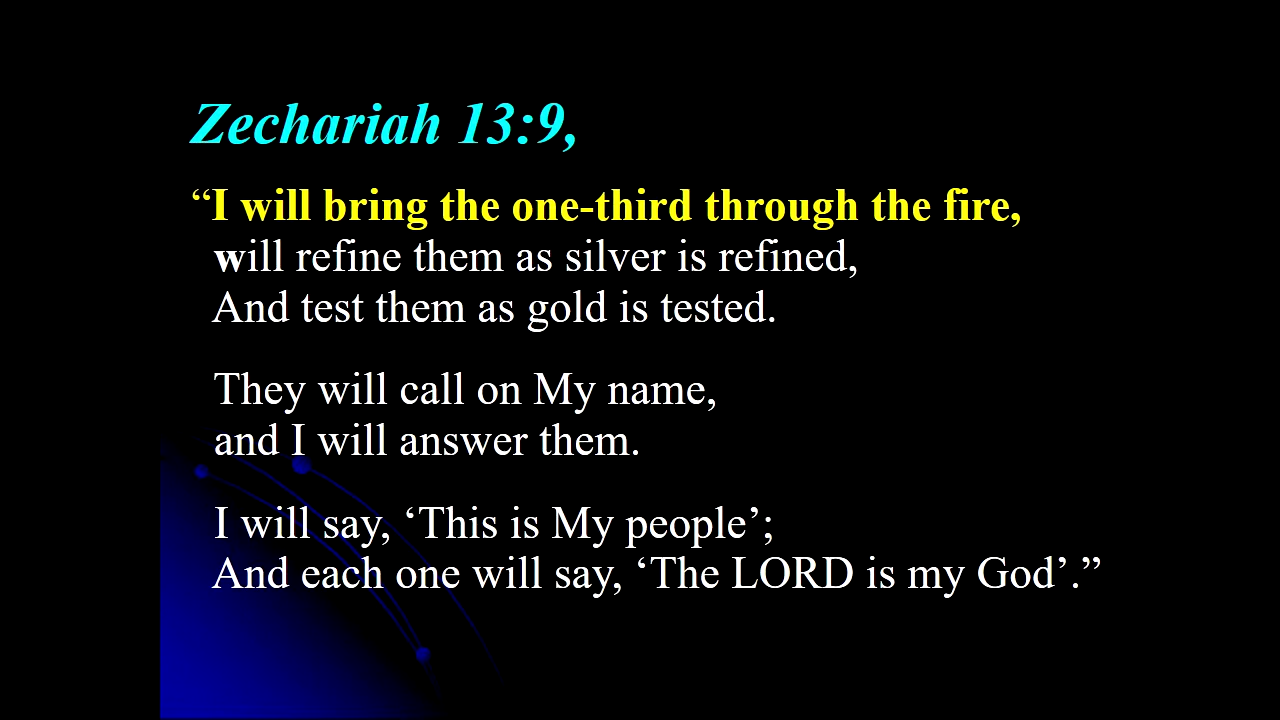 Zechariah 13:9,
“I will bring the one-third through the fire,
will refine them as silver is refined,
And test them as gold is tested.
They will call on My name,
and I will answer them.
I will say, ‘This is My people’;
And each one will say, ‘The LORD is my God’.”